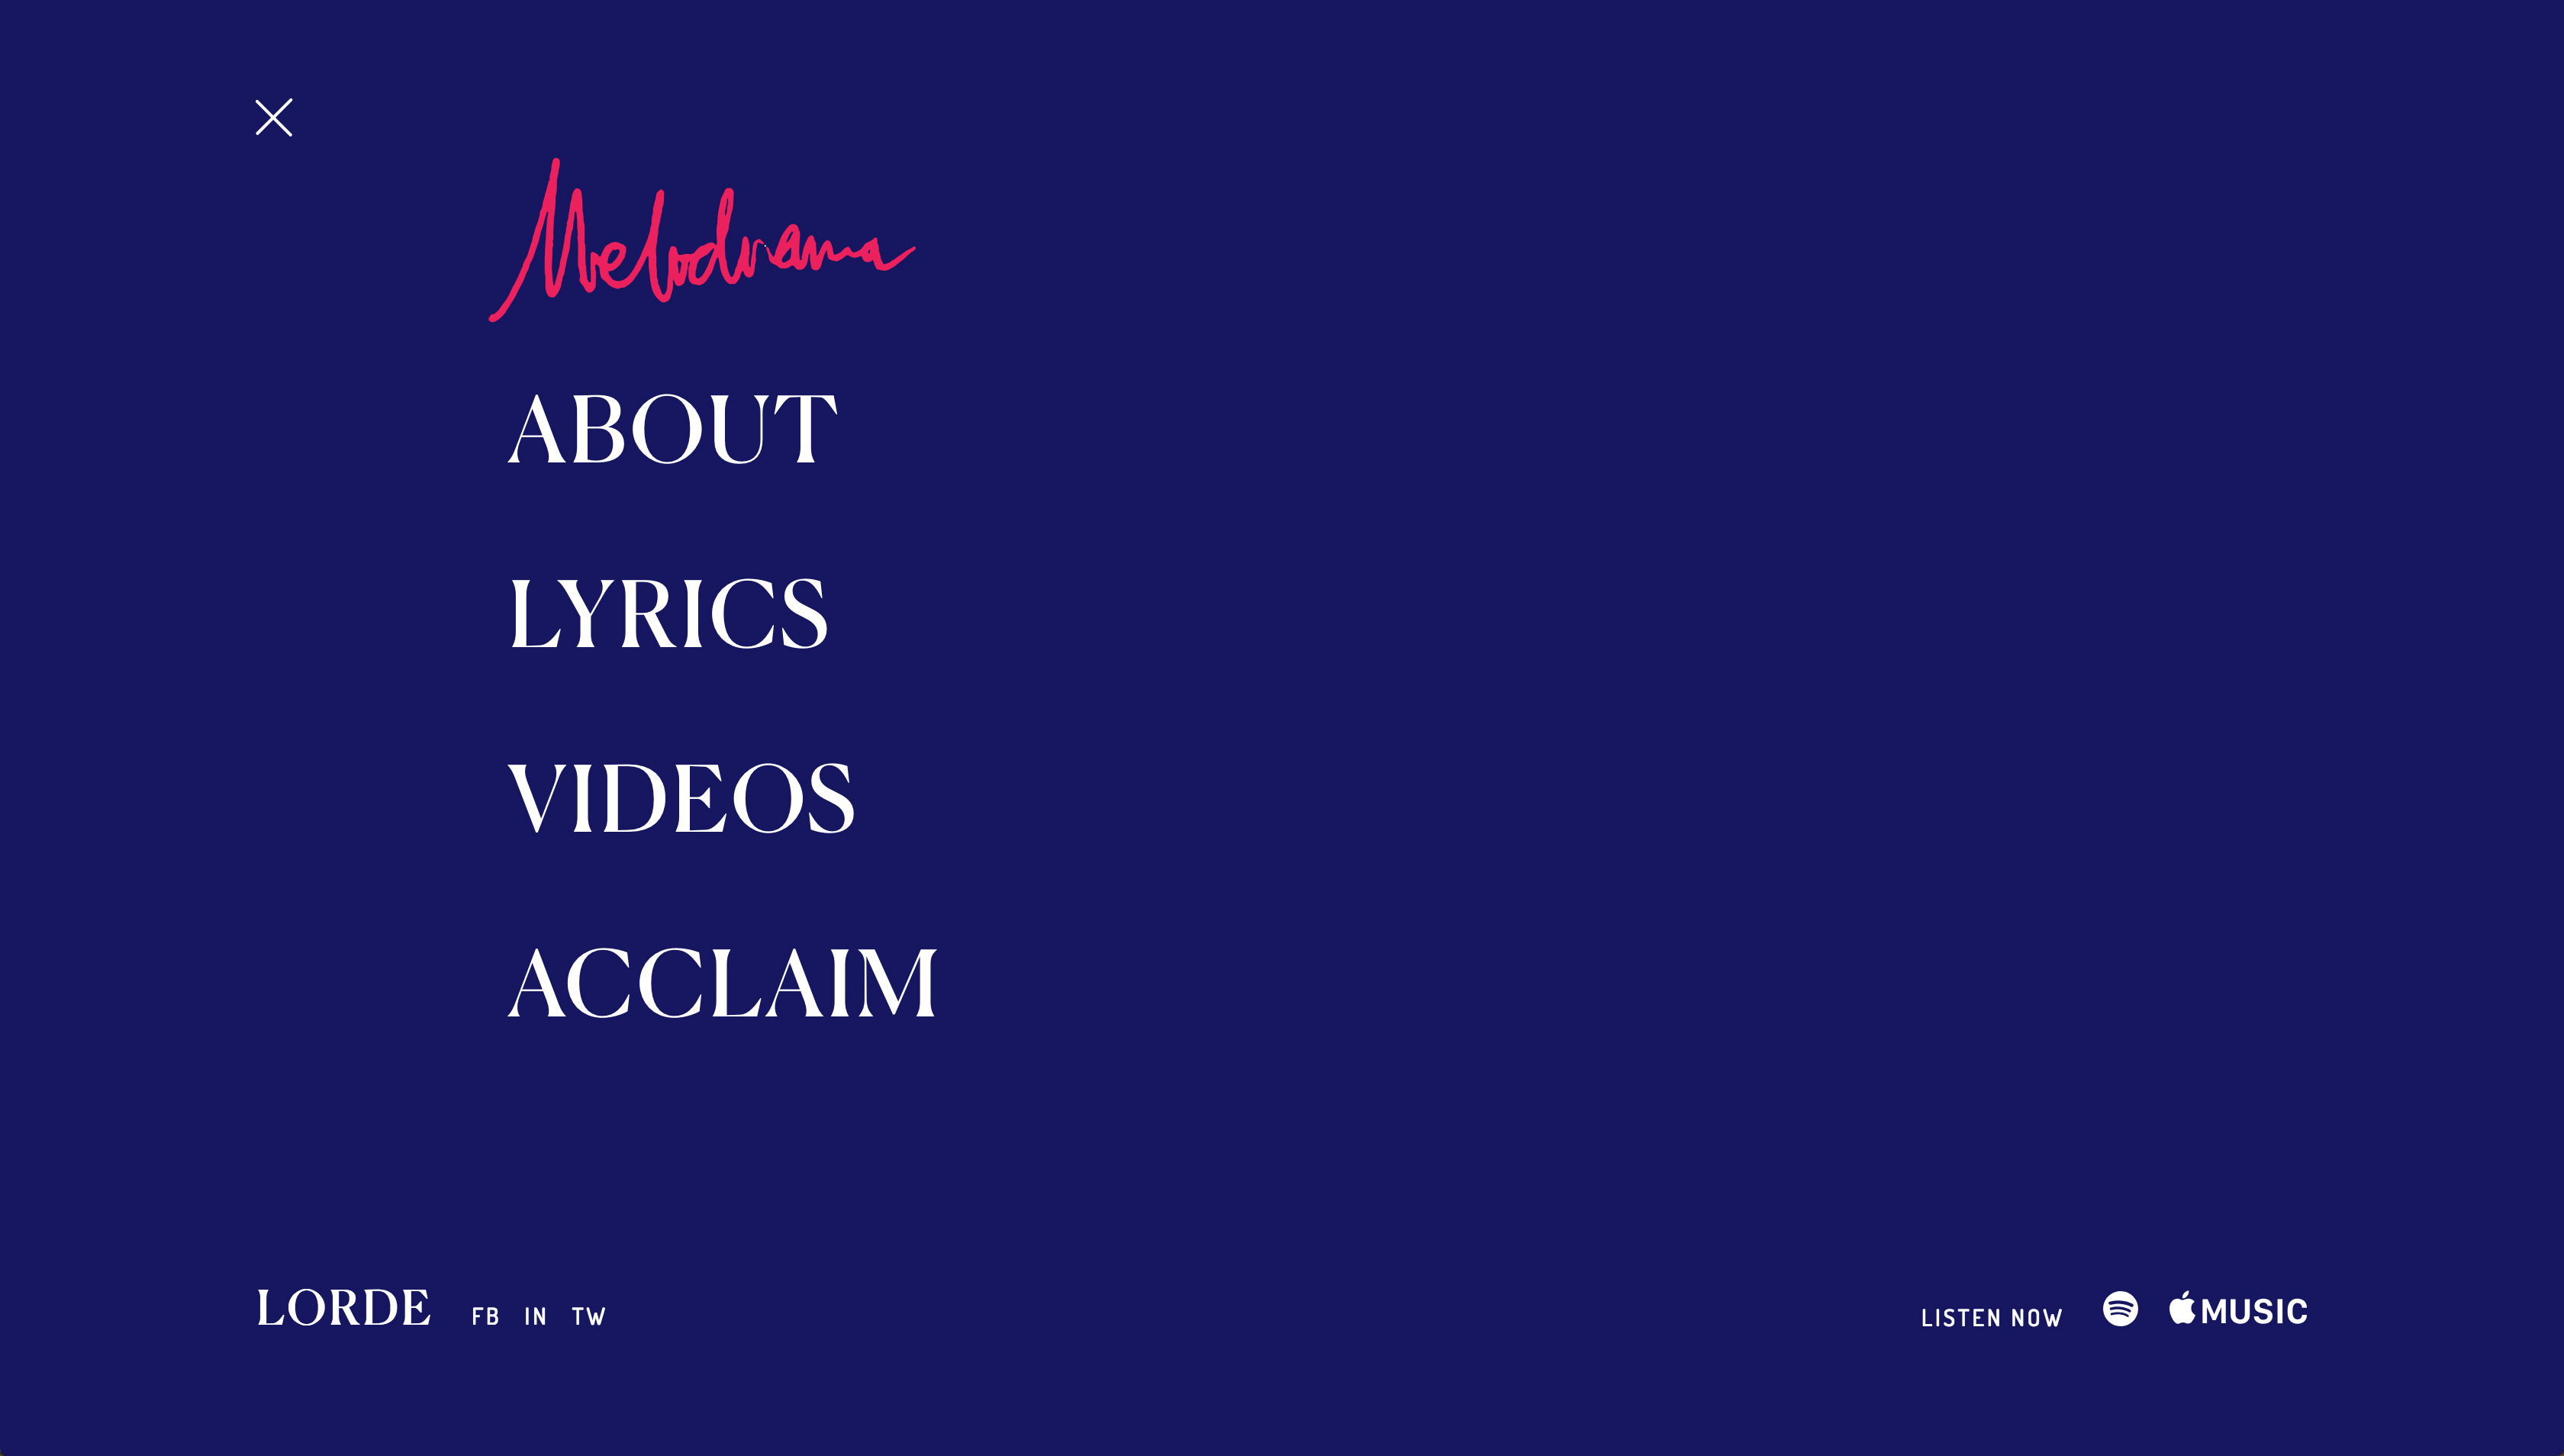 Melodrama
ABOUT
LYRICS
VIDEOS
ACCLAIM
LORDE FB IN TW
LISTEN NOW MUSIC